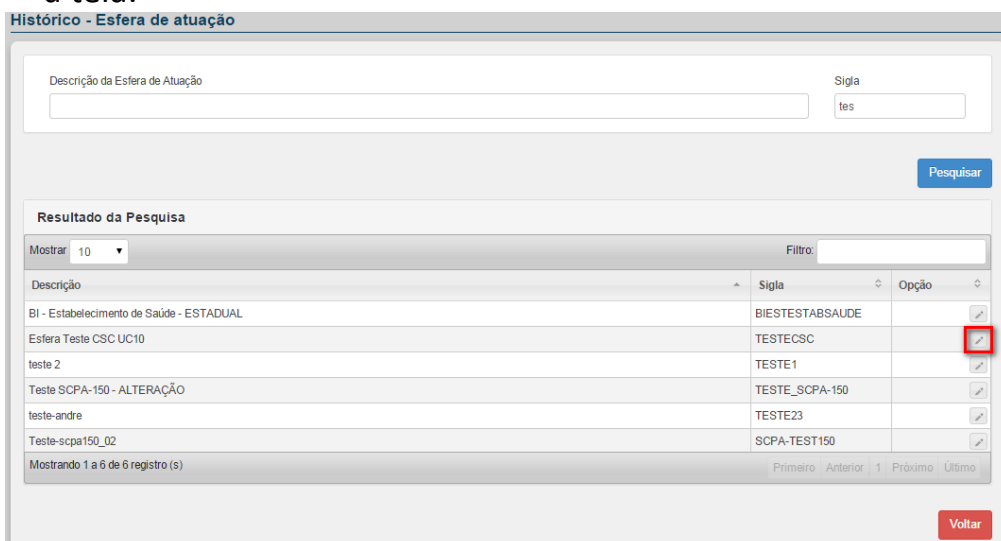 a tela:
Histórico - Esfera de atuação
Descrição da Esfera de Atuação Sigla
tes
Pesquisar
Resultado da Pesquisa
Mostrar 10 Filtro:
Descrição Sigla Opção
BI - Estabelecimento de Saúde - ESTADUAL BIESTESTABSAUDE
Esfera Teste CSC UC10 TESTECSC
teste 2 TESTE1
Teste SCPA-150 - ALTERAÇÃO TESTE_SCPA-150
teste-andre TESTE23
Teste-scpa150_02 SCPA-TEST150
Mostrando 1 a 6 de 6 registro (s) Primeiro Anterior 1 Próximo Último
Voltar